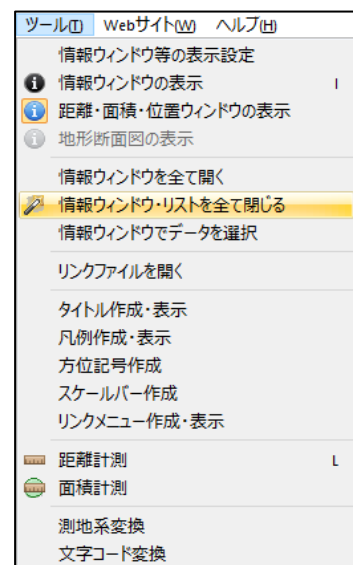 ツール(T) Webサイト(W) ヘルプ(H)
情報ウィンドウ等の表示設定
情報ウィンドウの表示 I
距離・面積・位置ウィンドウの表示
地形断面図の表示
情報ウィンドウを全て開く
情報ウィンドウ・リストを全て閉じる
情報ウィンドウでデータを選択
リンクファイルを開く
タイトル作成・表示
凡例作成・表示
方位記号作成
スケールバー作成
リンクメニュー作成・表示
距離計測 L
面積計測
測地系変換
文字コード変換